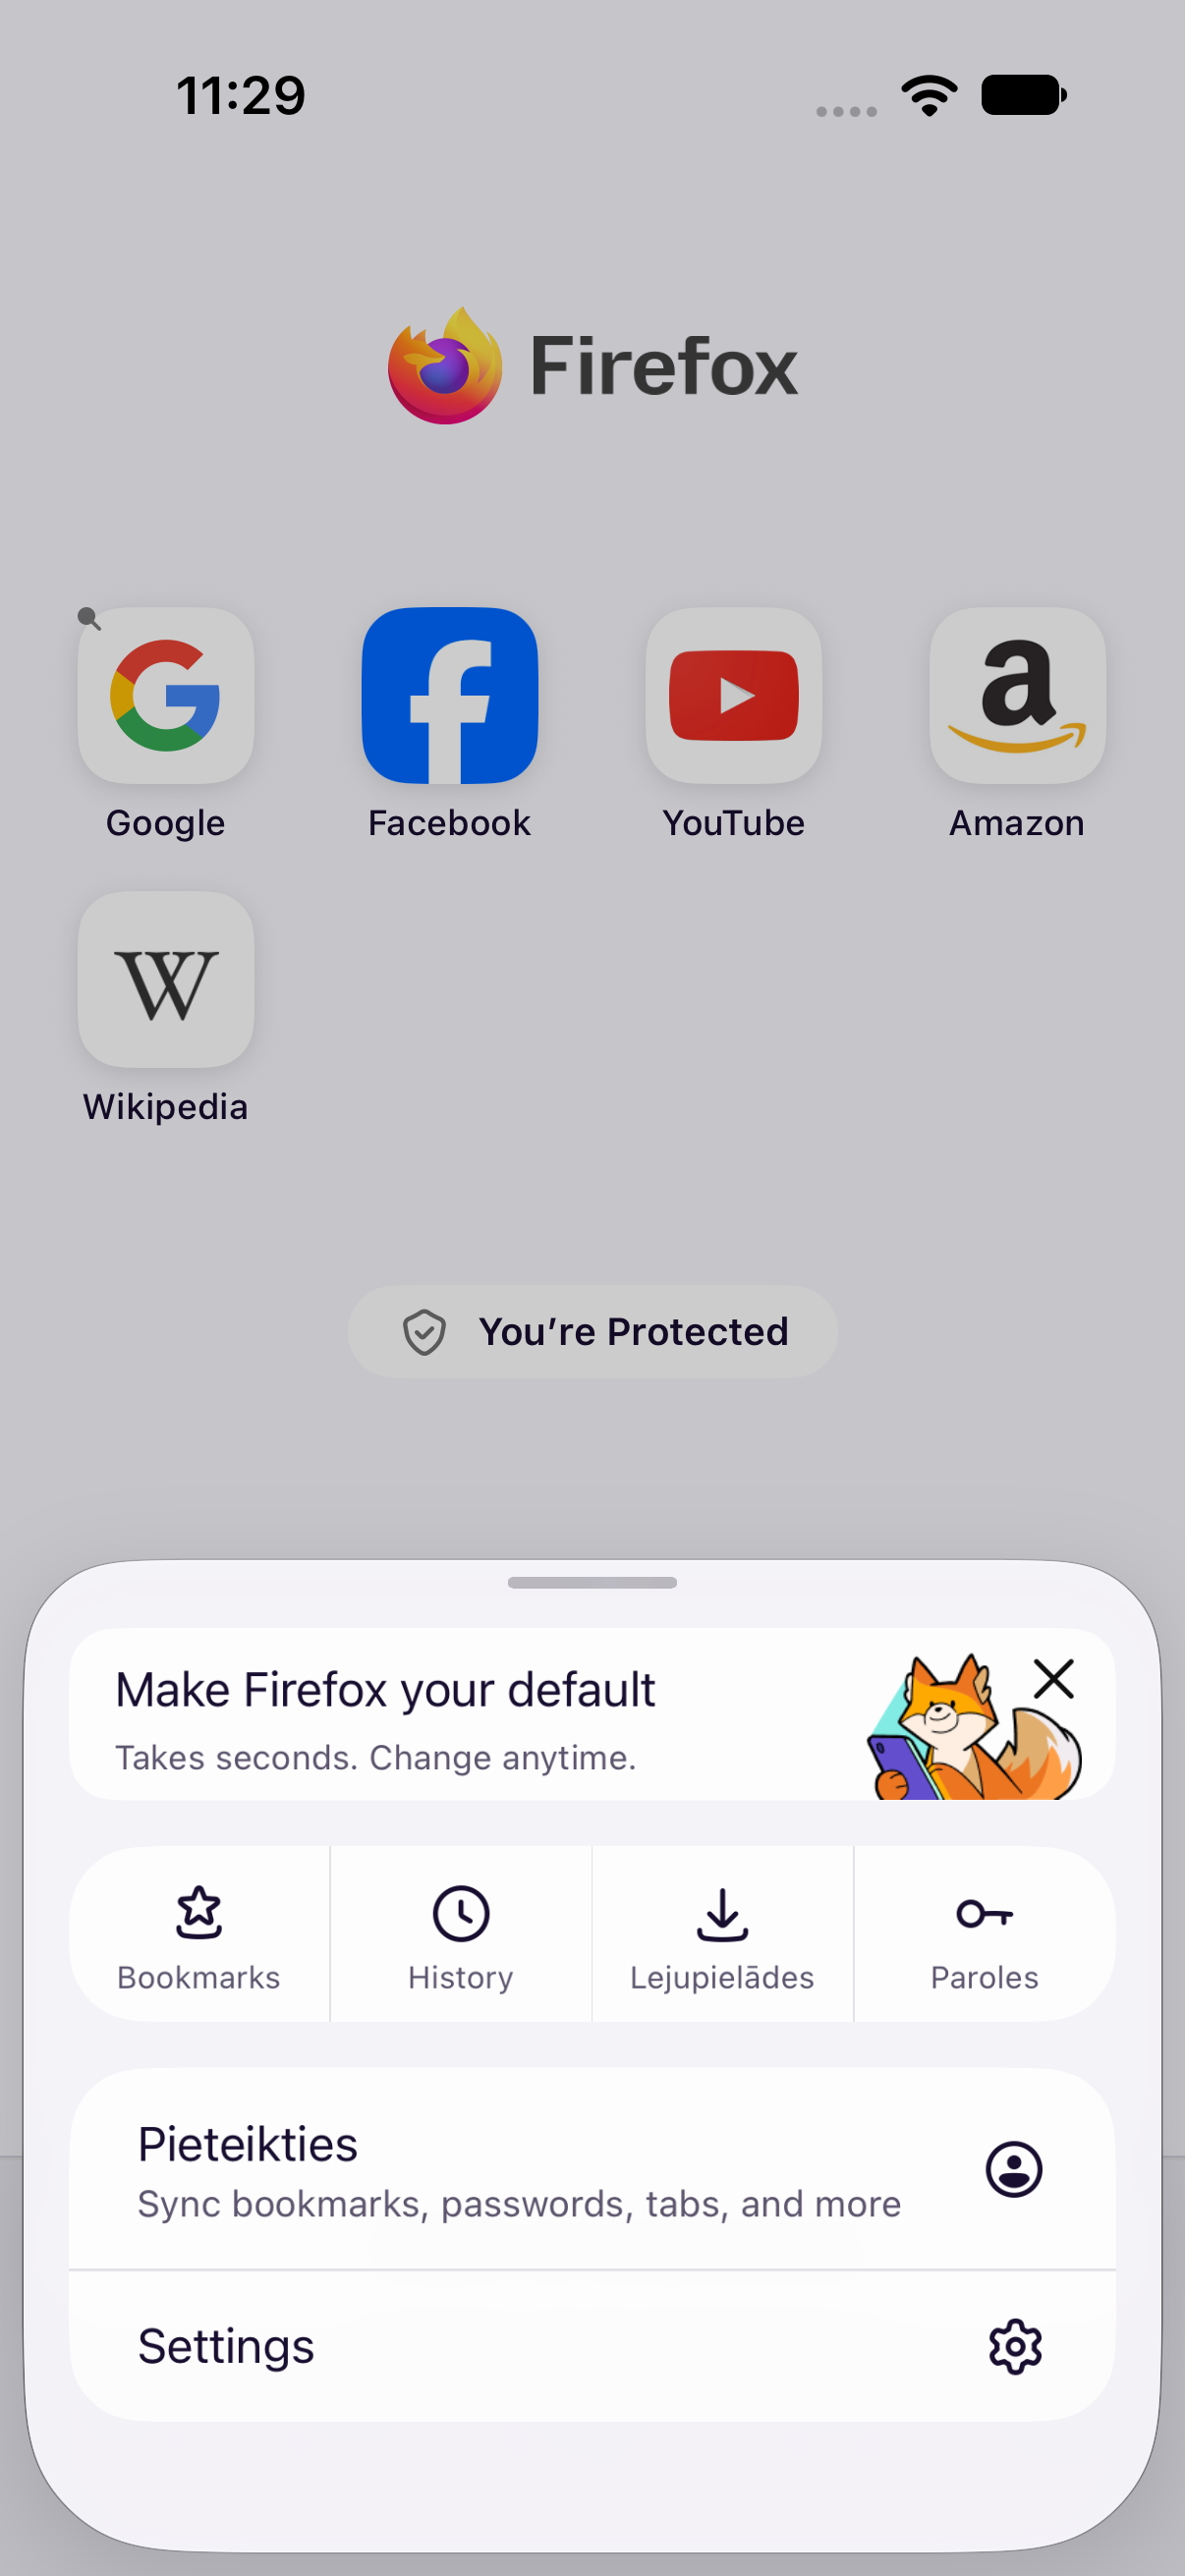 11:29
Firefox
Google
Facebook
YouTube
Amazon
Wikipedia
You’re Protected
Make Firefox your default
Takes seconds. Change anytime.
Bookmarks
History
Lejupielādes
Paroles
Pieteikties
Sync bookmarks, passwords, tabs, and more
Settings